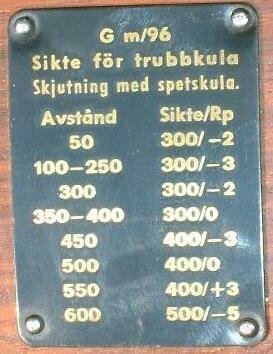 G m/96
Sikte för trubbkula
Skjutning med spetskula.
Avstånd Sikte/Rp
50 300/−2
100−250 300/−3
300 300/−2
350−400 300/0
450 400/−3
500 400/0
550 400/+3
600 500/−5